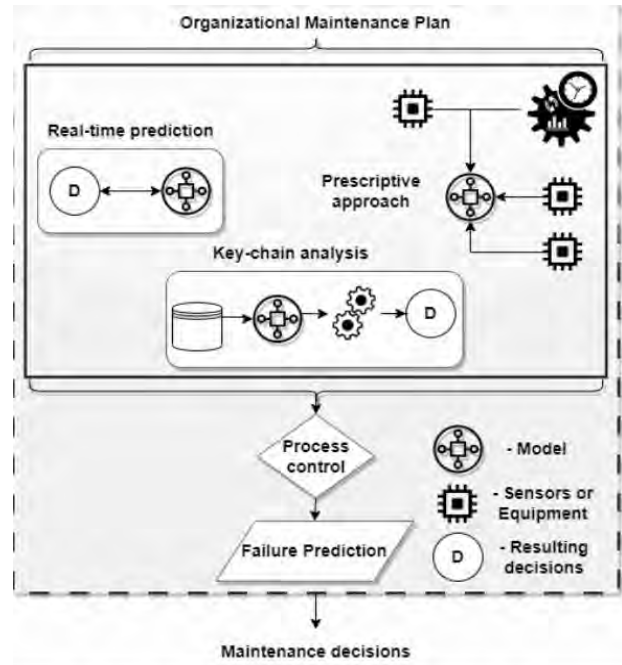 Organizational Maintenance Plan
Real-time prediction
D
Prescriptive
approach
Key-chain analysis
D
Process
control
- Model
- Sensors or
Equipment
Failure Prediction
D
- Resulting
decisions
Maintenance decisions